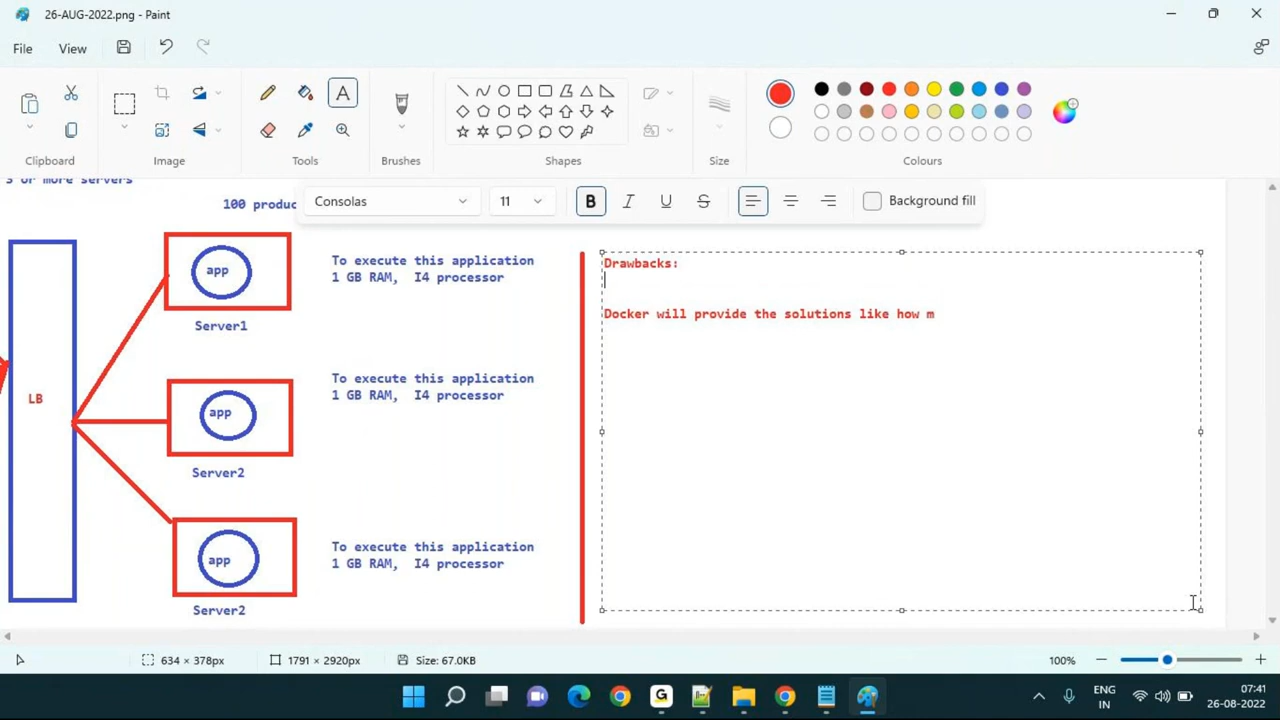 26-AUG-2022.png - Paint
File
View
Clipboard
Image
Tools
Brushes
Shapes
Size
Colours
3 or more servers
100 produc
Consolas
11
B
Background fill
app
Server1
To execute this application
1 GB RAM, I4 processor
LB
app
Server2
To execute this application
1 GB RAM, I4 processor
app
Server2
To execute this application
1 GB RAM, I4 processor
Drawbacks:
Docker will provide the solutions like how m
634 × 378px
1791 × 2920px
Size: 67.0KB
100%
ENG
IN
07:41
26-08-2022